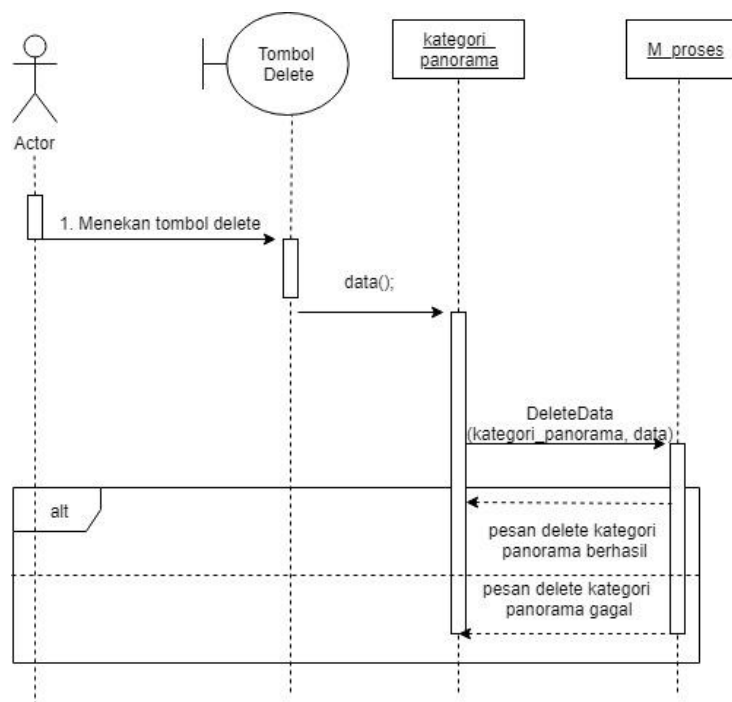 Tombol
Delete
kategori_
panorama
M_proses
Actor
1. Menekan tombol delete
data();
DeleteData
(kategori_panorama, data)
alt
pesan delete kategori
panorama berhasil
pesan delete kategori
panorama gagal